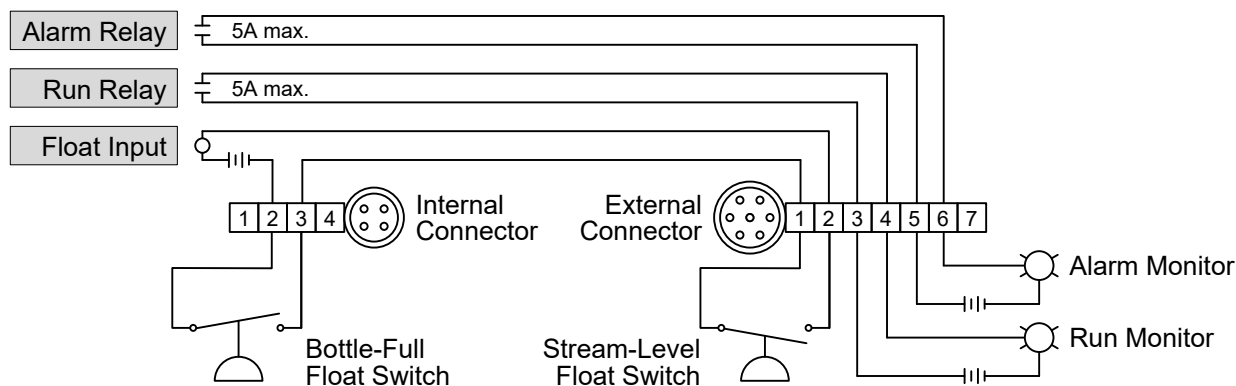 Alarm Relay
5A max.
Run Relay
5A max.
Float Input
1 2 3 4
Internal
Connector
External
Connector
1 2 3 4 5 6 7
Alarm Monitor
Run Monitor
Bottle-Full
Float Switch
Stream-Level
Float Switch